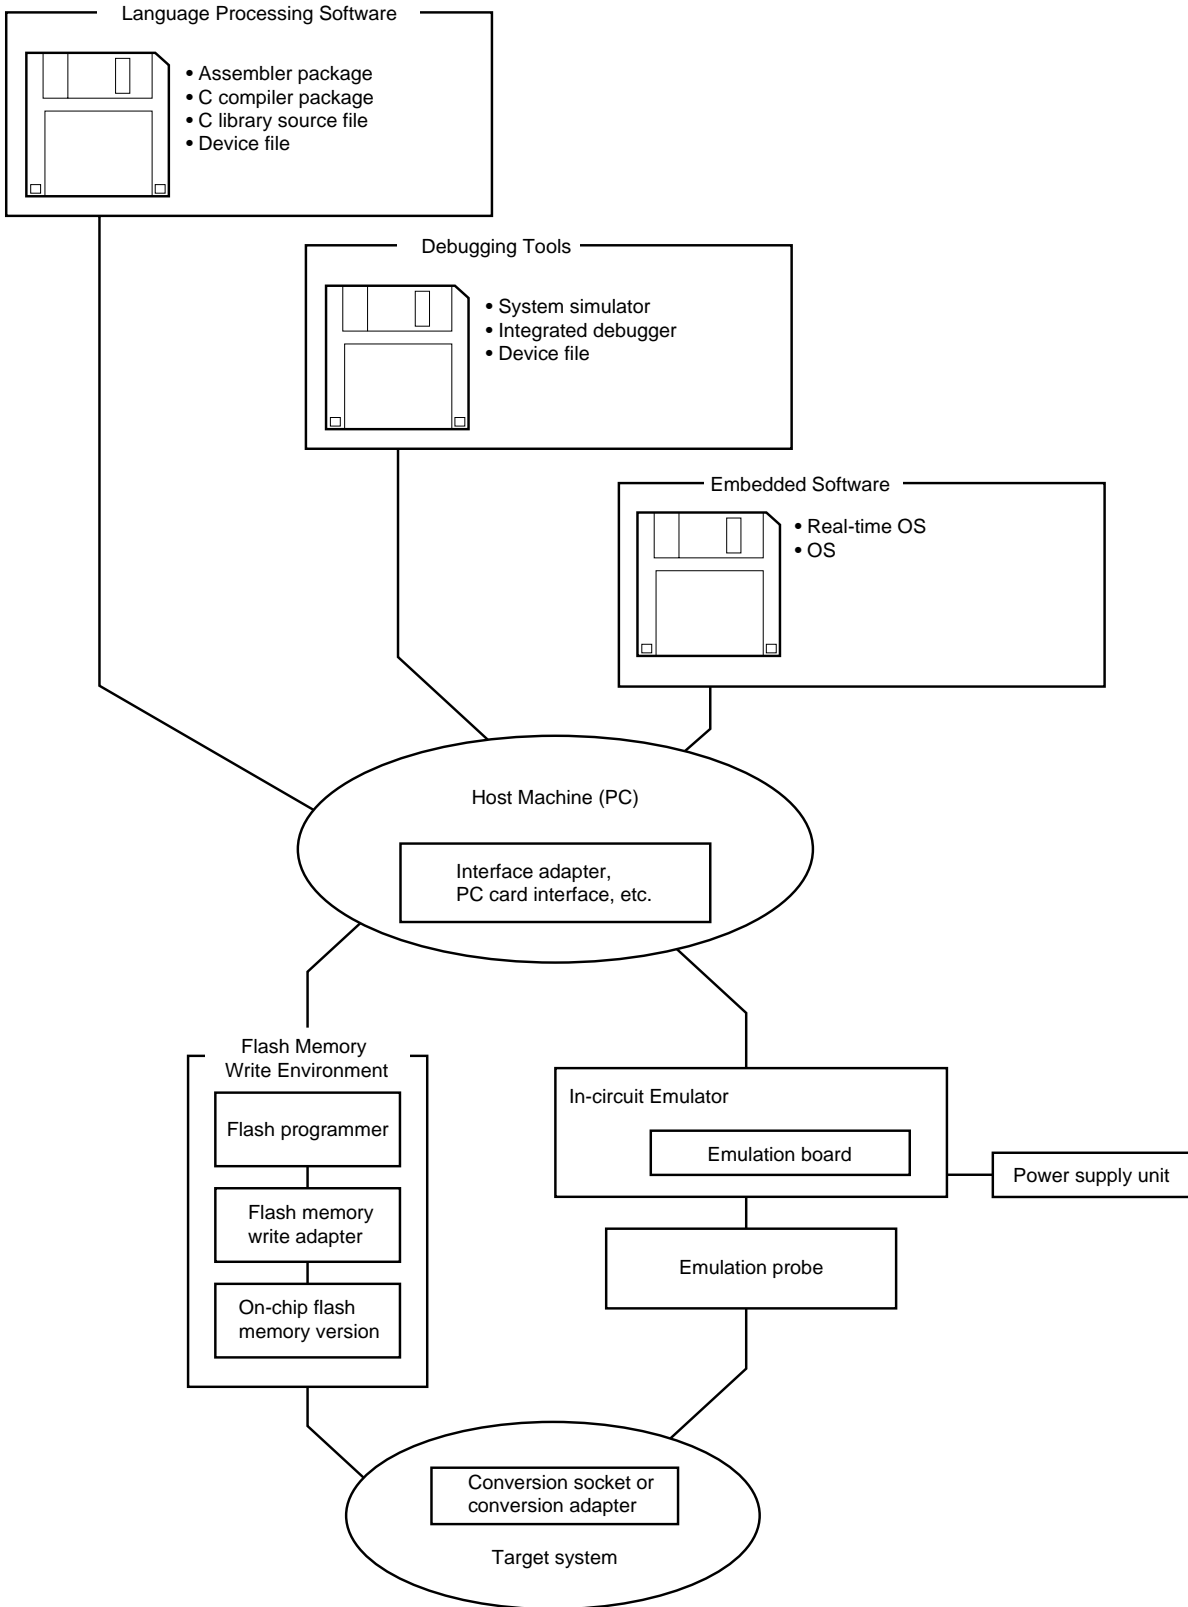 Language Processing Software
• Assembler package
• C compiler package
• C library source file
• Device file
Debugging Tools
• System simulator
• Integrated debugger
• Device file
Embedded Software
• Real-time OS
• OS
Host Machine (PC)
Interface adapter,
PC card interface, etc.
Flash Memory
Write Environment
Flash programmer
Flash memory
write adapter
On-chip flash
memory version
In-circuit Emulator
Emulation board
Power supply unit
Emulation probe
Conversion socket or
conversion adapter
Target system